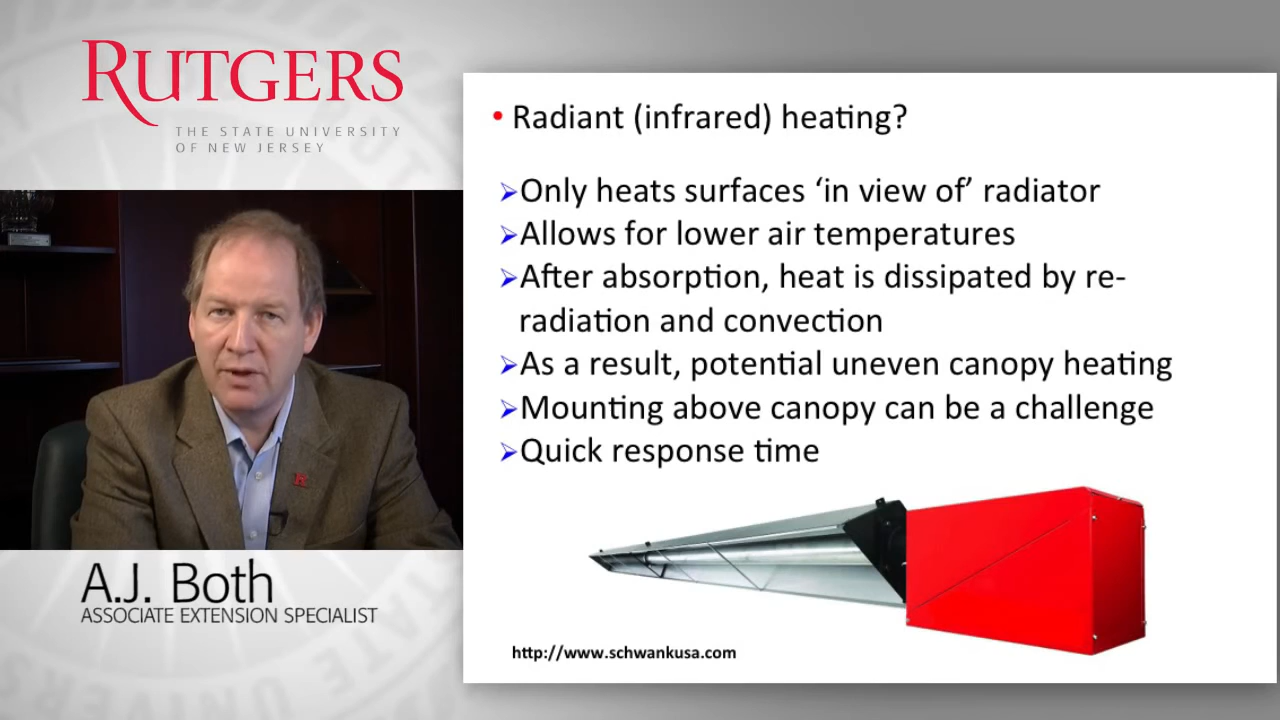 RUTGERS
THE STATE UNIVERSITY
OF NEW JERSEY
• Radiant (infrared) heating?
➢Only heats surfaces ‘in view of’ radiator
➢Allows for lower air temperatures
➢After absorption, heat is dissipated by re-
radiation and convection
➢As a result, potential uneven canopy heating
➢Mounting above canopy can be a challenge
➢Quick response time
http://www.schwankusa.com
A.J. Both
ASSOCIATE EXTENSION SPECIALIST